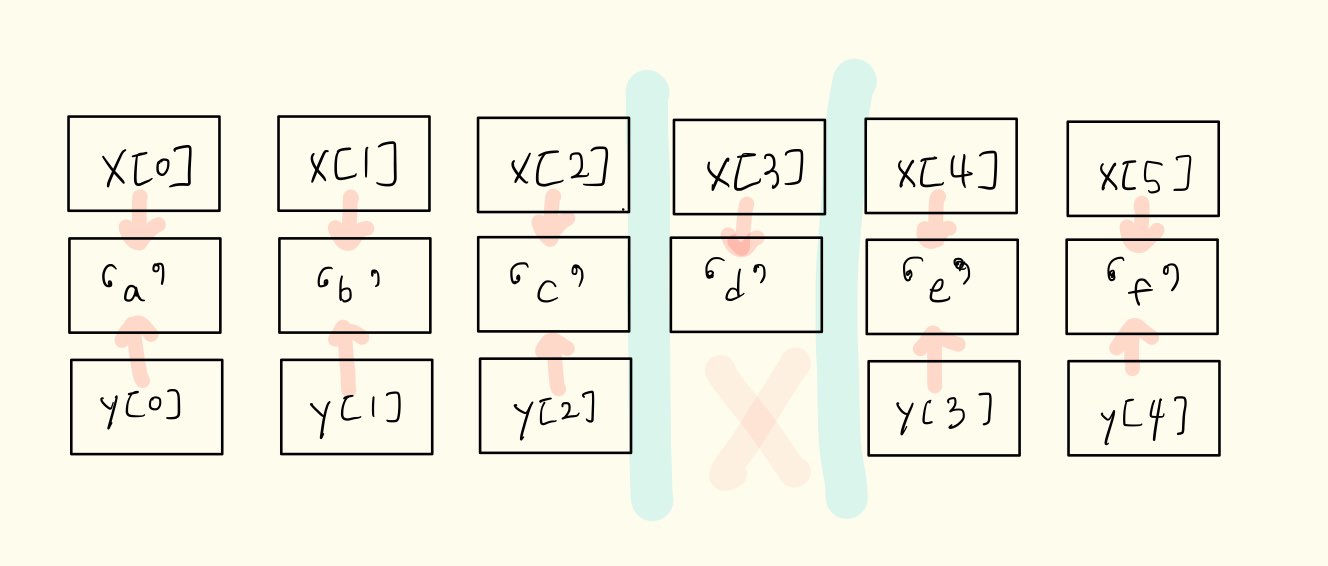 X[0] X[1] X[2] X[3] X[4] X[5]
'a' 'b' 'c' 'd' 'e' 'f'
y[0] y[1] y[2] y[3] y[4]